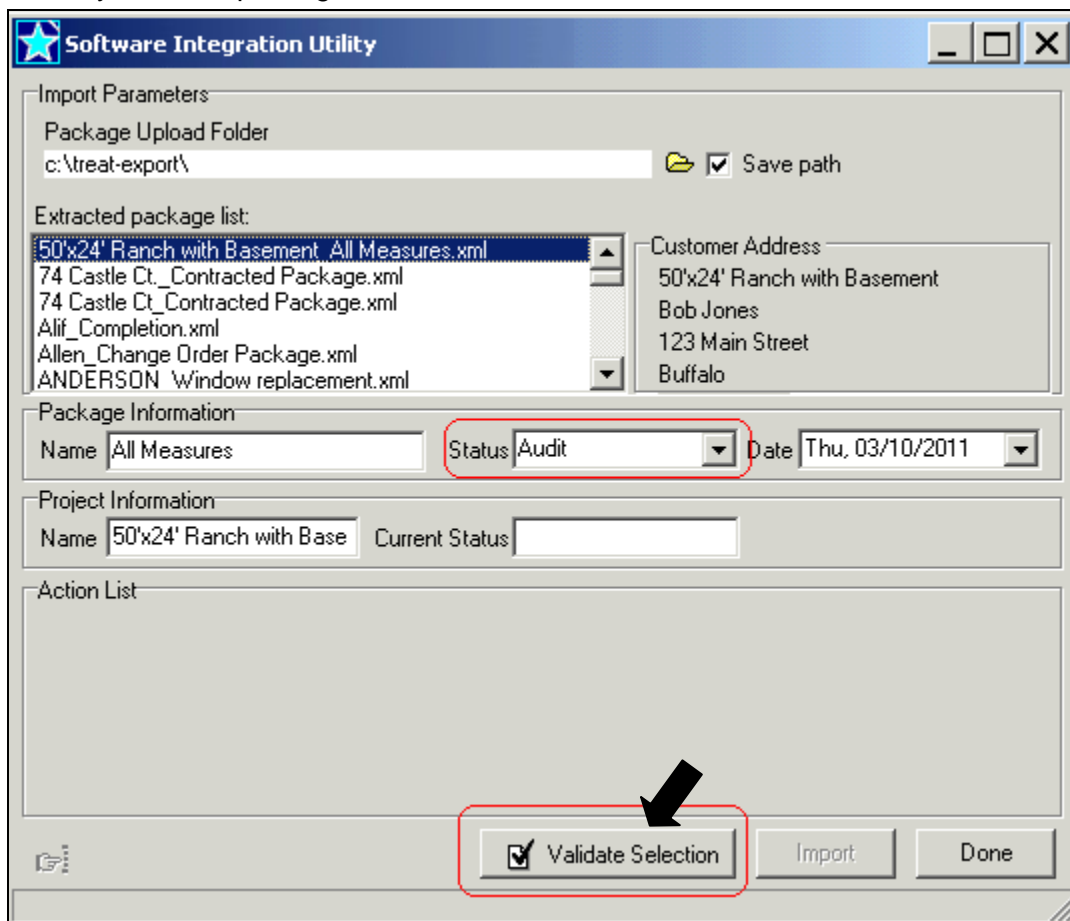 Software Integration Utility
Import Parameters
Package Upload Folder
c:\treat-export\
Save path
Extracted package list:
50'x24' Ranch with Basement_All Measures.xml
74 Castle Ct._Contracted Package.xml
74 Castle Ct_Contracted Package.xml
Alif_Completion.xml
Allen_Change Order Package.xml
ANDERSON_Window replacement.xml
Customer Address
50'x24' Ranch with Basement
Bob Jones
123 Main Street
Buffalo
Package Information
Name All Measures Status Audit Date Thu, 03/10/2011
Project Information
Name 50'x24' Ranch with Base Current Status
Action List
Validate Selection Import Done